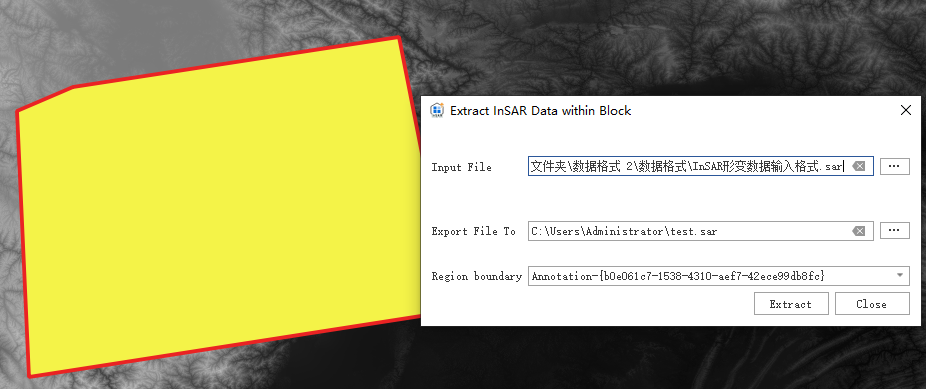 Extract InSAR Data within Block
Input File 文件夹\数据格式 2\数据格式\InSAR形变数据输入格式.sar ...
Export File To C:\Users\Administrator\test.sar ...
Region boundary Annotation-{b0e061c7-1538-4310-aef7-42ece99db8fc}
Extract Close